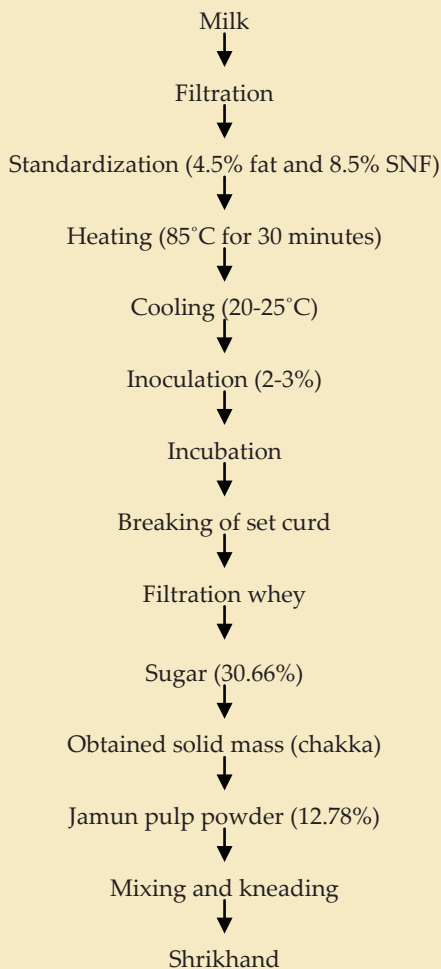 Milk
Filtration
Standardization (4.5% fat and 8.5% SNF)
Heating (85˚C for 30 minutes)
Cooling (20-25˚C)
Inoculation (2-3%)
Incubation
Breaking of set curd
Filtration whey
Sugar (30.66%)
Obtained solid mass (chakka)
Jamun pulp powder (12.78%)
Mixing and kneading
Shrikhand